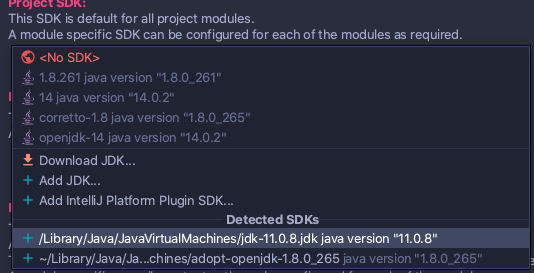 Project SDK:
This SDK is default for all project modules.
A module specific SDK can be configured for each of the modules as required.
<No SDK>
1.8.261 java version "1.8.0_261"
14 java version "14.0.2"
corretto-1.8 java version "1.8.0_265"
openjdk-14 java version "14.0.2"
Download JDK...
Add JDK...
Add IntelliJ Platform Plugin SDK...
Detected SDKs
/Library/Java/JavaVirtualMachines/jdk-11.0.8.jdk java version "11.0.8"
~/Library/Java/Ja...chines/adopt-openjdk-1.8.0_265 java version "1.8.0_265"